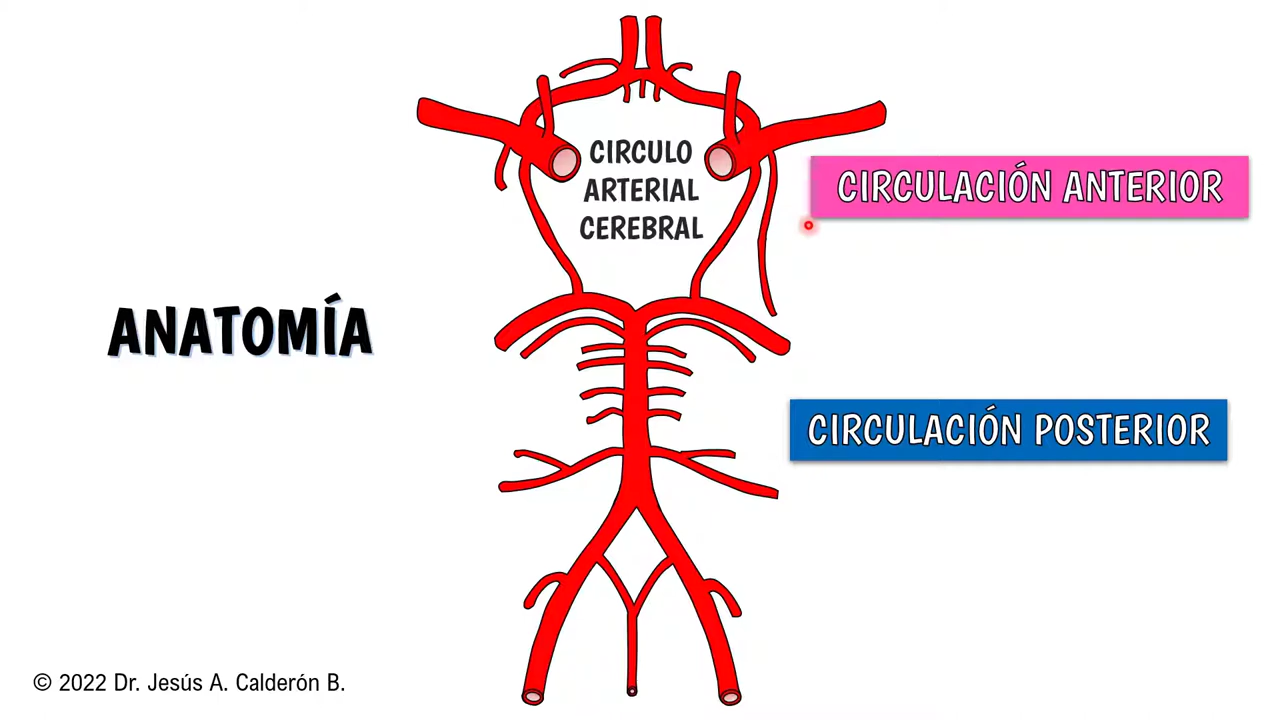 CIRCULO
ARTERIAL
CEREBRAL
CIRCULACIÓN ANTERIOR
ANATOMÍA
CIRCULACIÓN POSTERIOR
© 2022 Dr. Jesús A. Calderón B.